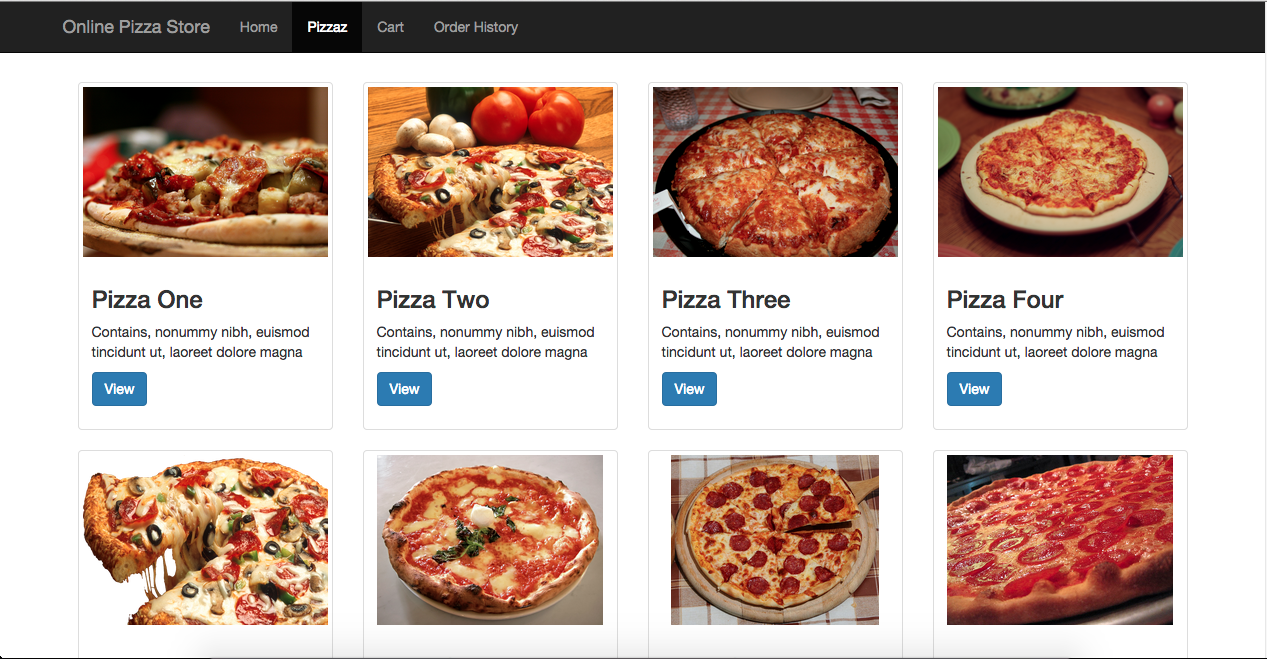 Online Pizza Store Home Pizzaz Cart Order History
Pizza One
Contains, nonummy nibh, euismod
tincidunt ut, laoreet dolore magna
View
Pizza Two
Contains, nonummy nibh, euismod
tincidunt ut, laoreet dolore magna
View
Pizza Three
Contains, nonummy nibh, euismod
tincidunt ut, laoreet dolore magna
View
Pizza Four
Contains, nonummy nibh, euismod
tincidunt ut, laoreet dolore magna
View